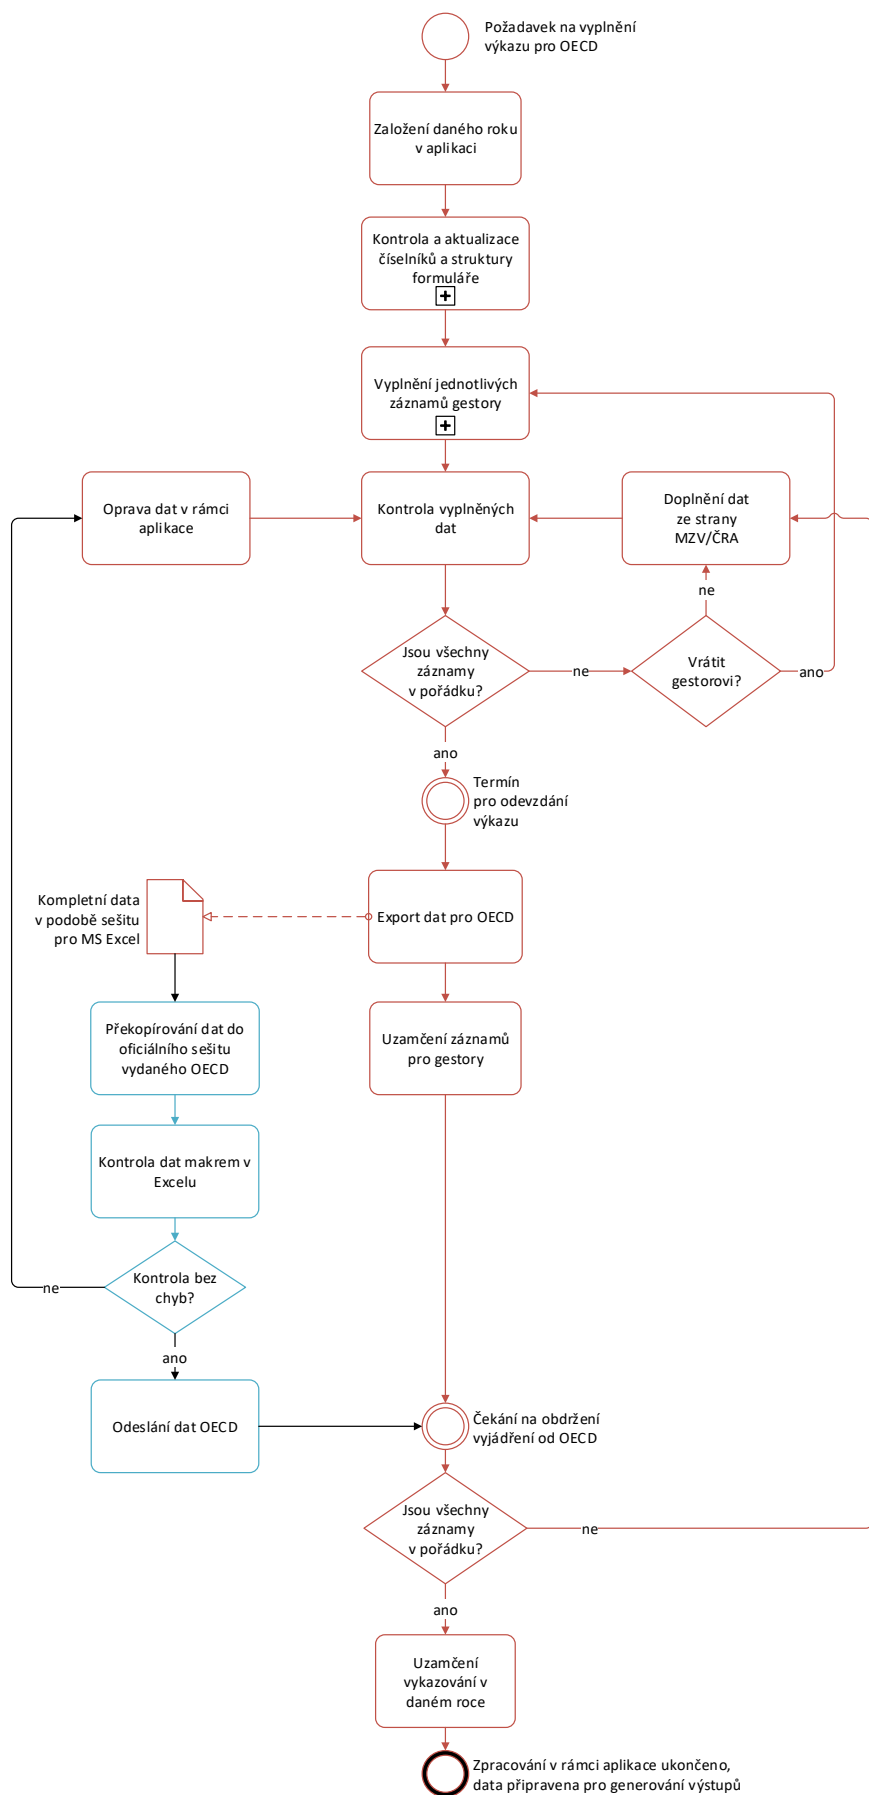 Požadavek na vyplnění
výkazu pro OECD
Založení daného roku
v aplikaci
Kontrola a aktualizace
číselníků a struktury
formuláře
Vyplnění jednotlivých
záznamů gestory
Oprava dat v rámci
aplikace
Kontrola vyplněných
dat
Doplnění dat
ze strany
MZV/ČRA
ne
Jsou všechny
záznamy
v pořádku?
ne
Vrátit
gestorovi?
ano
ano
Termín
pro odevzdání
výkazu
Kompletní data
v podobě sešitu
pro MS Excel
Export dat pro OECD
Překopírování dat do
oficiálního sešitu
vydaného OECD
Uzamčení záznamů
pro gestory
Kontrola dat makrem v
Excelu
Kontrola bez
chyb?
ne
ano
Odeslání dat OECD
Čekání na obdržení
vyjádření od OECD
Jsou všechny
záznamy
v pořádku?
ne
ano
Uzamčení
vykazování v
daném roce
Zpracování v rámci aplikace ukončeno,
data připravena pro generování výstupů